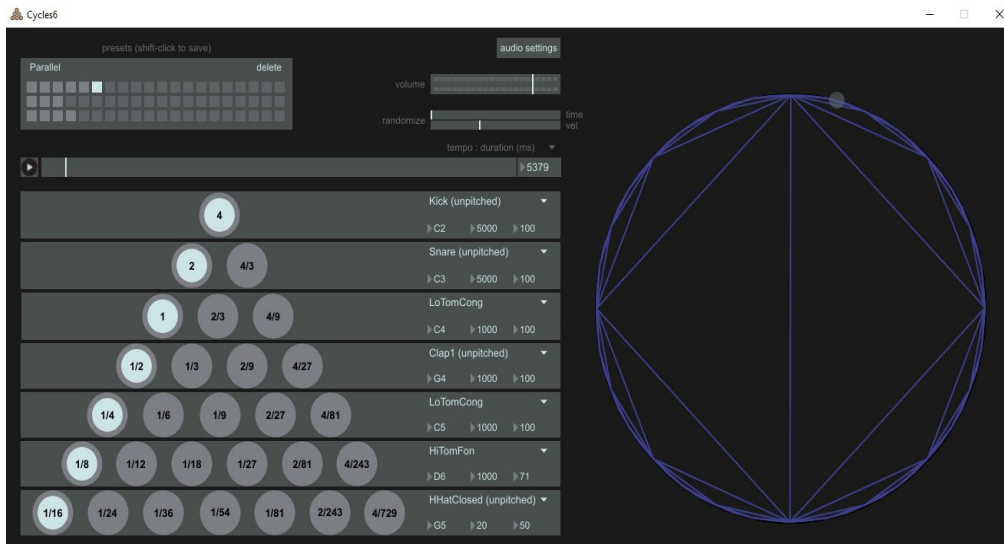 Cycles6
presets (shift-click to save)
audio settings
Parallel delete
volume
randomize time
vel
tempo : duration (ms)
5379
4 Kick (unpitched)
C2 5000 100
2 4/3 Snare (unpitched)
C3 5000 100
1 2/3 4/9 LoTomCong
C4 1000 100
1/2 1/3 2/9 4/27 Clap1 (unpitched)
G4 1000 100
1/4 1/6 1/9 2/27 4/81 LoTomCong
C5 1000 100
1/8 1/12 1/18 1/27 2/81 4/243 HiTomFon
D6 1000 71
1/16 1/24 1/36 1/54 1/81 2/243 4/729 HHatClosed (unpitched)
G5 20 50